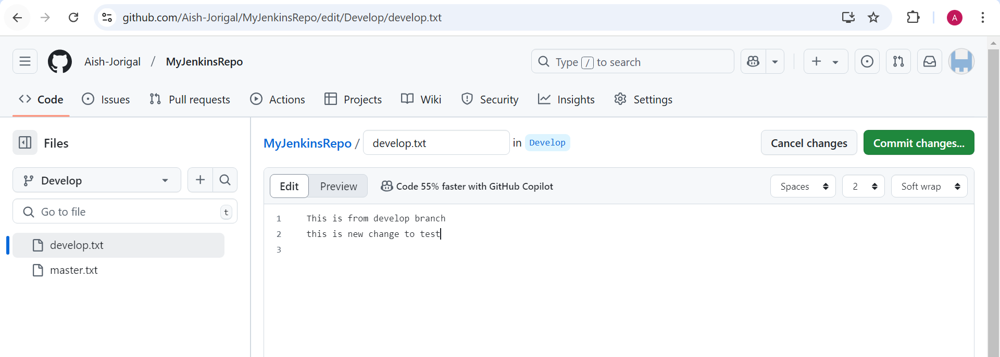 github.com/Aish-Jorigal/MyJenkinsRepo/edit/Develop/develop.txt
A
Aish-Jorigal / MyJenkinsRepo
Type / to search
Code Issues Pull requests Actions Projects Wiki Security Insights Settings
Files
MyJenkinsRepo / develop.txt in Develop
Cancel changes Commit changes...
Develop
Edit Preview Code 55% faster with GitHub Copilot
Spaces 2 Soft wrap
Go to file t
1 This is from develop branch
2 this is new change to test
3
develop.txt
master.txt